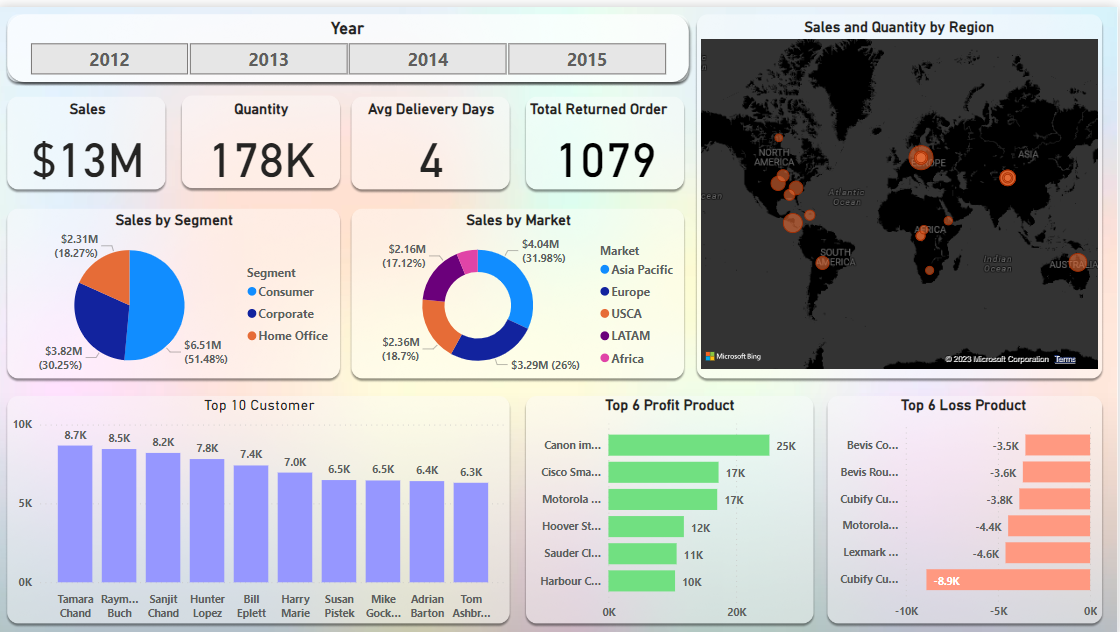 Year
2012
2013
2014
2015
Sales
$13M
Quantity
178K
Avg Delievery Days
4
Total Returned Order
1079
Sales and Quantity by Region
NORTH
AMERICA
EUROPE
ASIA
Atlantic
Ocean
AFRICA
SOUTH
AMERICA
Indian
Ocean
AUSTRALIA
Microsoft Bing
© 2023 Microsoft Corporation
Terms
Sales by Segment
$2.31M
(18.27%)
$3.82M
(30.25%)
$6.51M
(51.48%)
Segment
Consumer
Corporate
Home Office
Sales by Market
$2.16M
(17.12%)
$4.04M
(31.98%)
$2.36M
(18.7%)
$3.29M (26%)
Market
Asia Pacific
Europe
USCA
LATAM
Africa
Top 10 Customer
10K
5K
0K
8.7K
8.5K
8.2K
7.8K
7.4K
7.0K
6.5K
6.5K
6.4K
6.3K
Tamara
Chand
Raym...
Buch
Sanjit
Chand
Hunter
Lopez
Bill
Eplett
Harry
Marie
Susan
Pistek
Mike
Gock...
Adrian
Barton
Tom
Ashbr...
Top 6 Profit Product
Canon im... 25K
Cisco Sma... 17K
Motorola ... 17K
Hoover St... 12K
Sauder Cl... 11K
Harbour C... 10K
0K 20K
Top 6 Loss Product
Bevis Co... -3.5K
Bevis Rou... -3.6K
Cubify Cu... -3.8K
Motorola... -4.4K
Lexmark ... -4.6K
Cubify Cu... -8.9K
-10K -5K 0K